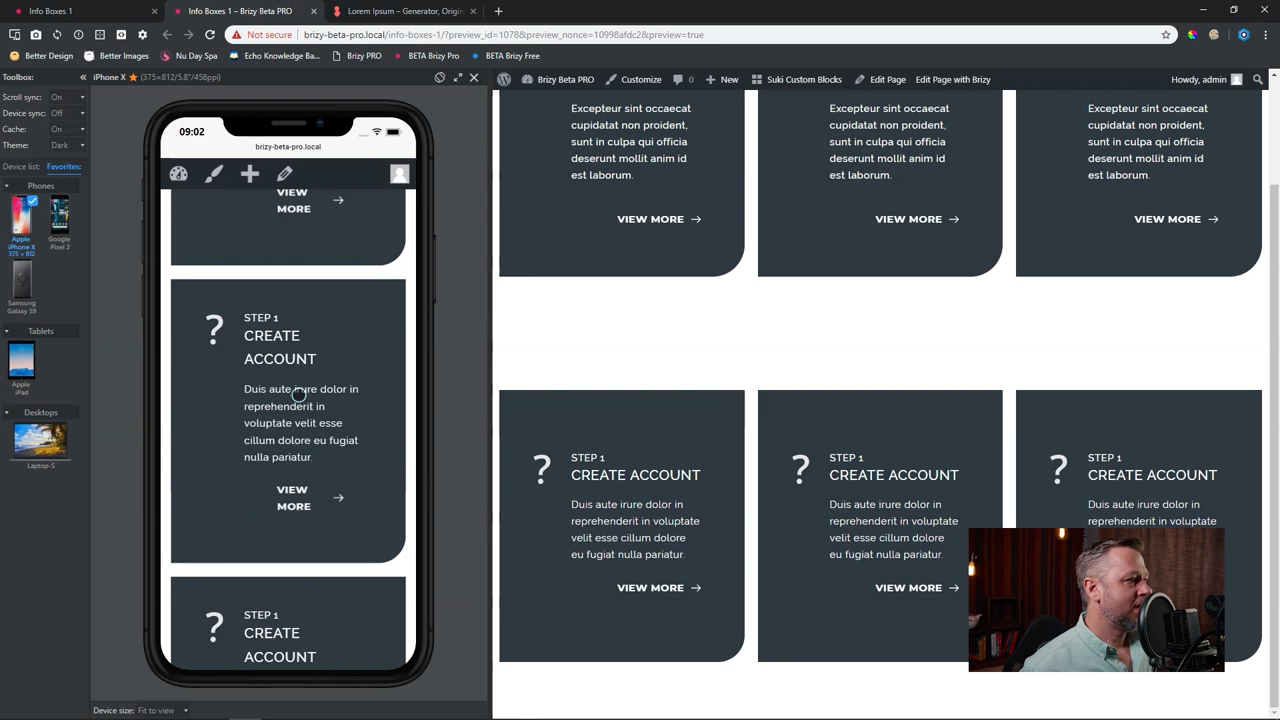 Info Boxes 1
Info Boxes 1 – Brizy Beta PRO
Lorem Ipsum – Generator, Origin
Not secure
brizy-beta-pro.local/info-boxes-1/?preview_id=1078&preview_nonce=10998afdc2&preview=true
Better Design
Better Images
Nu Day Spa
Echo Knowledge Ba...
Brizy PRO
BETA Brizy Pro
BETA Brizy Free
Toolbox:
iPhone X
(375×812/5.8"/458ppi)
Brizy Beta PRO
Customize
0
New
Suki Custom Blocks
Edit Page
Edit Page with Brizy
Howdy, admin
Scroll sync: On
Device sync: Off
Cache: On
Theme: Dark
Device list:
Favorites:
Phones
Apple
iPhone X
375 × 812
Google
Pixel 2
Samsung
Galaxy S9
Tablets
Apple
iPad
Desktops
Laptop-S
09:02
brizy-beta-pro.local
VIEW
MORE
?
STEP 1
CREATE
ACCOUNT
Duis aute irure dolor in
reprehenderit in
voluptate velit esse
cillum dolore eu fugiat
nulla pariatur.
VIEW
MORE
?
STEP 1
CREATE
ACCOUNT
Device size: Fit to view
Excepteur sint occaecat
cupidatat non proident,
sunt in culpa qui officia
deserunt mollit anim id
est laborum.
VIEW MORE
Excepteur sint occaecat
cupidatat non proident,
sunt in culpa qui officia
deserunt mollit anim id
est laborum.
VIEW MORE
Excepteur sint occaecat
cupidatat non proident,
sunt in culpa qui officia
deserunt mollit anim id
est laborum.
VIEW MORE
?
STEP 1
CREATE ACCOUNT
Duis aute irure dolor in
reprehenderit in voluptate
velit esse cillum dolore
eu fugiat nulla pariatur.
VIEW MORE
?
STEP 1
CREATE ACCOUNT
Duis aute irure dolor in
reprehenderit in voluptate
velit esse cillum dolore
eu fugiat nulla pariatur.
VIEW MORE
?
STEP 1
CREATE ACCOUNT
Duis aute irure dolor in
reprehenderit in voluptate